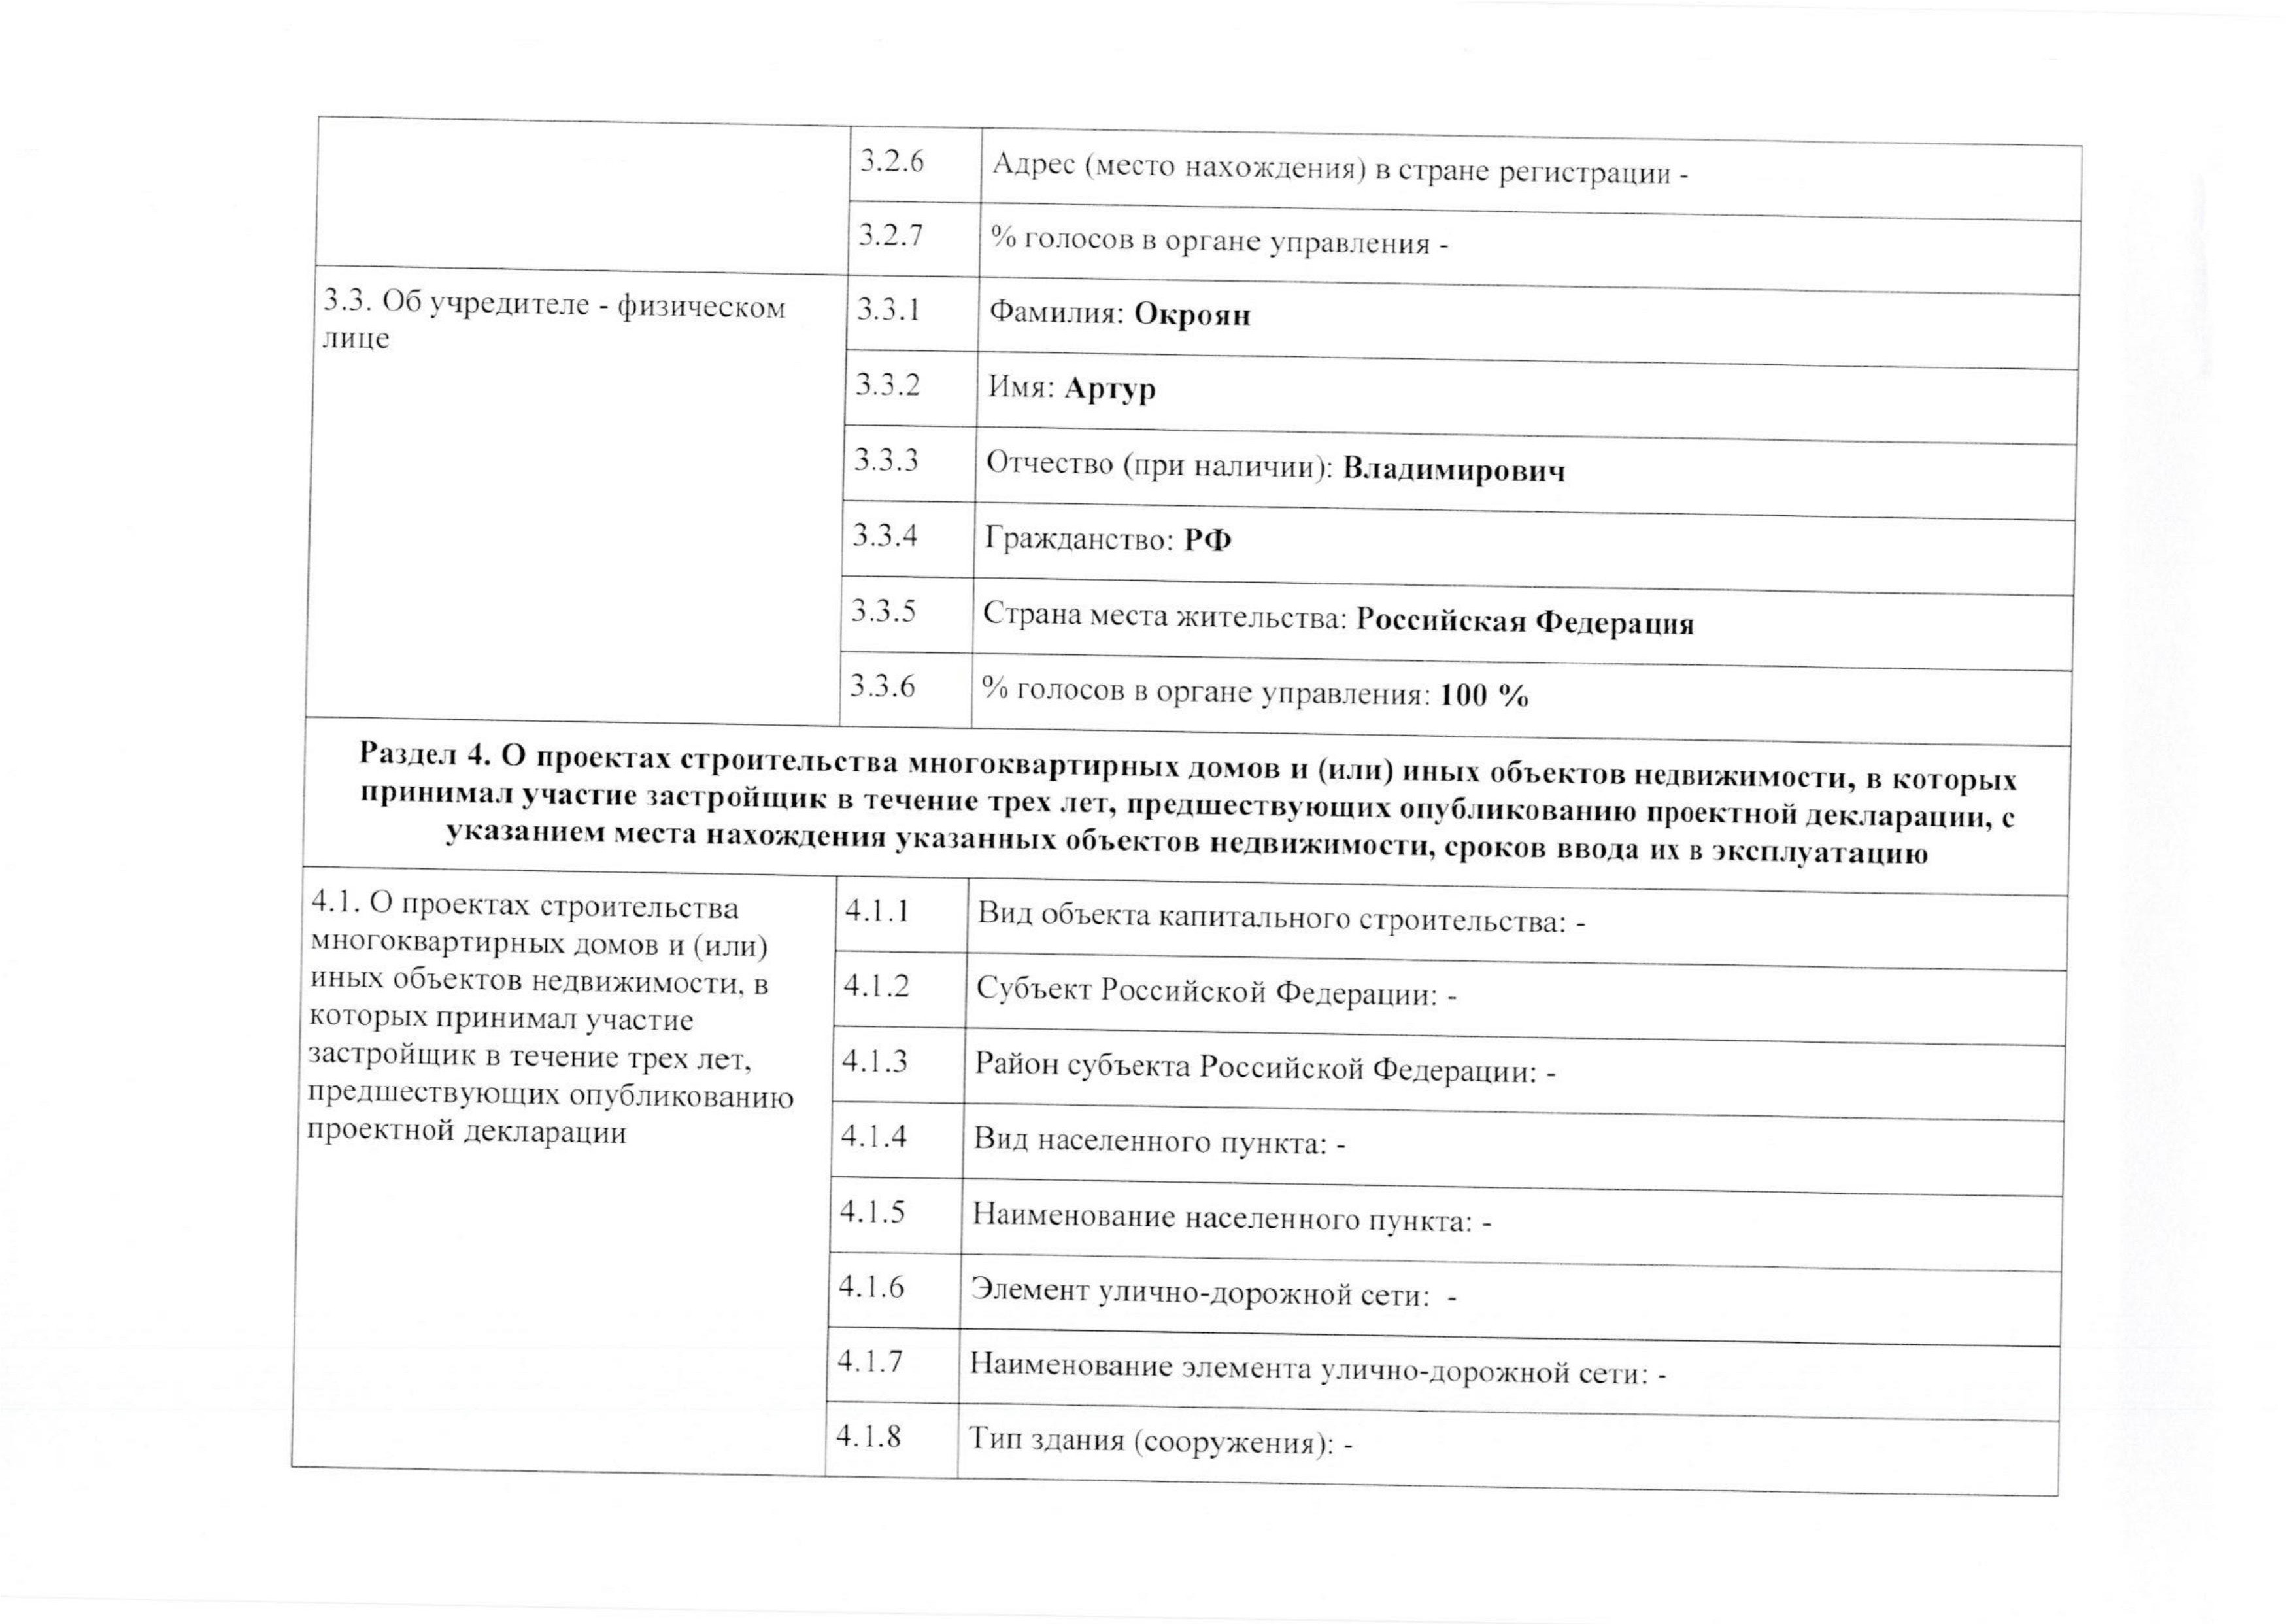 3.2.6 Адрес (место нахождения) в стране регистрации -
3.2.7 % голосов в органе управления -
3.3. Об учредителе - физическом
лице
3.3.1 Фамилия: Окроян
3.3.2 Имя: Артур
3.3.3 Отчество (при наличии): Владимирович
3.3.4 Гражданство: РФ
3.3.5 Страна места жительства: Российская Федерация
3.3.6 % голосов в органе управления: 100 %
Раздел 4. О проектах строительства многоквартирных домов и (или) иных объектов недвижимости, в которых
принимал участие застройщик в течение трех лет, предшествующих опубликованию проектной декларации, с
указанием места нахождения указанных объектов недвижимости, сроков ввода их в эксплуатацию
4.1. О проектах строительства
многоквартирных домов и (или)
иных объектов недвижимости, в
которых принимал участие
застройщик в течение трех лет,
предшествующих опубликованию
проектной декларации
4.1.1 Вид объекта капитального строительства: -
4.1.2 Субъект Российской Федерации: -
4.1.3 Район субъекта Российской Федерации: -
4.1.4 Вид населенного пункта: -
4.1.5 Наименование населенного пункта: -
4.1.6 Элемент улично-дорожной сети: -
4.1.7 Наименование элемента улично-дорожной сети: -
4.1.8 Тип здания (сооружения): -